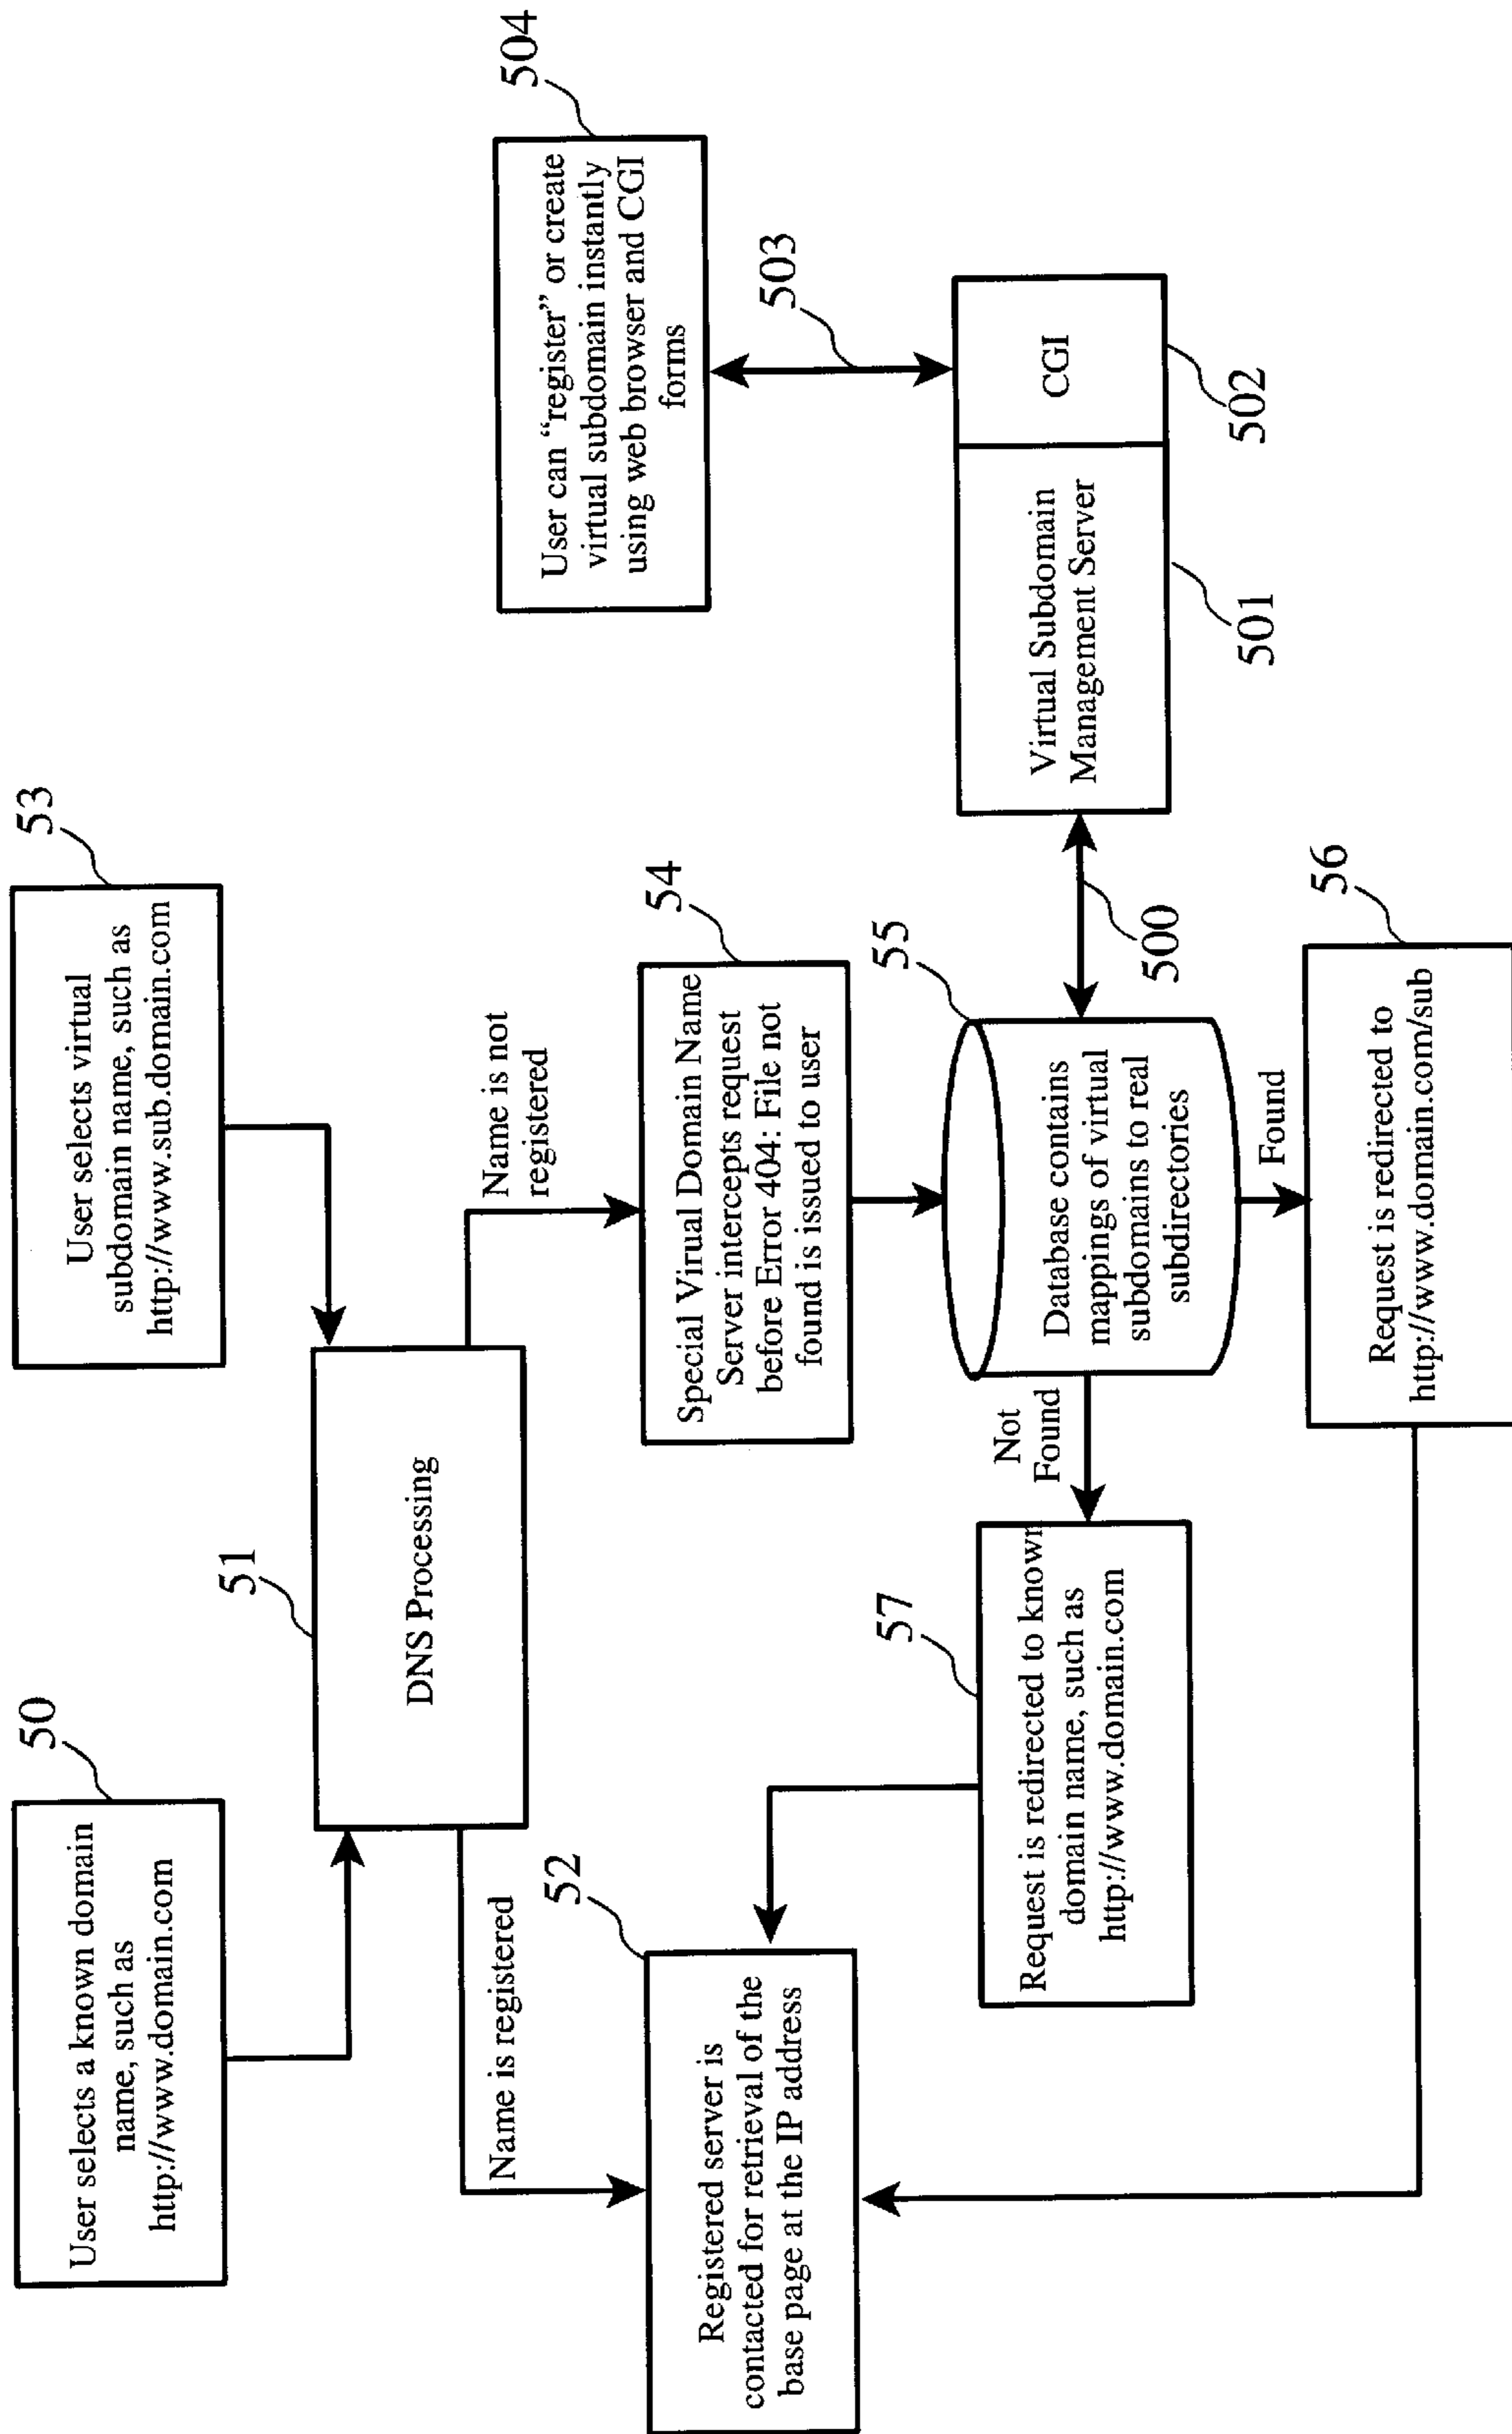 50
User selects a known domain
name, such as
http://www.domain.com
53
User selects virtual
subdomain name, such as
http://www.sub.domain.com
51
DNS Processing
Name is registered
Name is not
registered
504
User can "register" or create
virtual subdomain instantly
using web browser and CGI
forms
52
Registered server is
contacted for retrieval of the
base page at the IP address
54
Special Virual Domain Name
Server intercepts request
before Error 404: File not
found is issued to user
503
57
Request is redirected to known
domain name, such as
http://www.domain.com
Not
Found
55
Database contains
mappings of virtual
subdomains to real
subdirectories
500
Virtual Subdomain
Management Server
501
CGI
502
Found
56
Request is redirected to
http://www.domain.com/sub